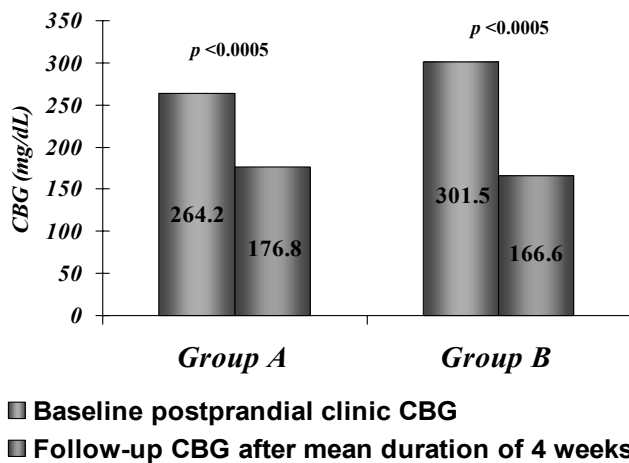 350
300
250
200
150
100
50
0
CBG (mg/dL)
p <0.0005
p <0.0005
264.2
176.8
301.5
166.6
Group A
Group B
Baseline postprandial clinic CBG
Follow-up CBG after mean duration of 4 weeks